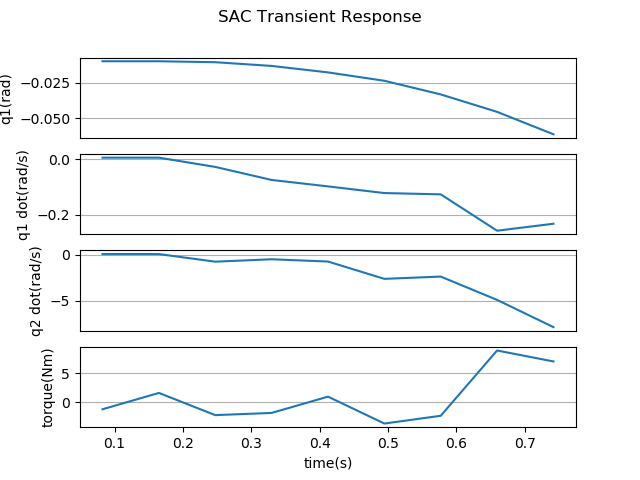 SAC Transient Response
q1(rad)
−0.025
−0.050
q1 dot(rad/s)
0.0
−0.2
q2 dot(rad/s)
0
−5
torque(Nm)
5
0
0.1 0.2 0.3 0.4 0.5 0.6 0.7
time(s)